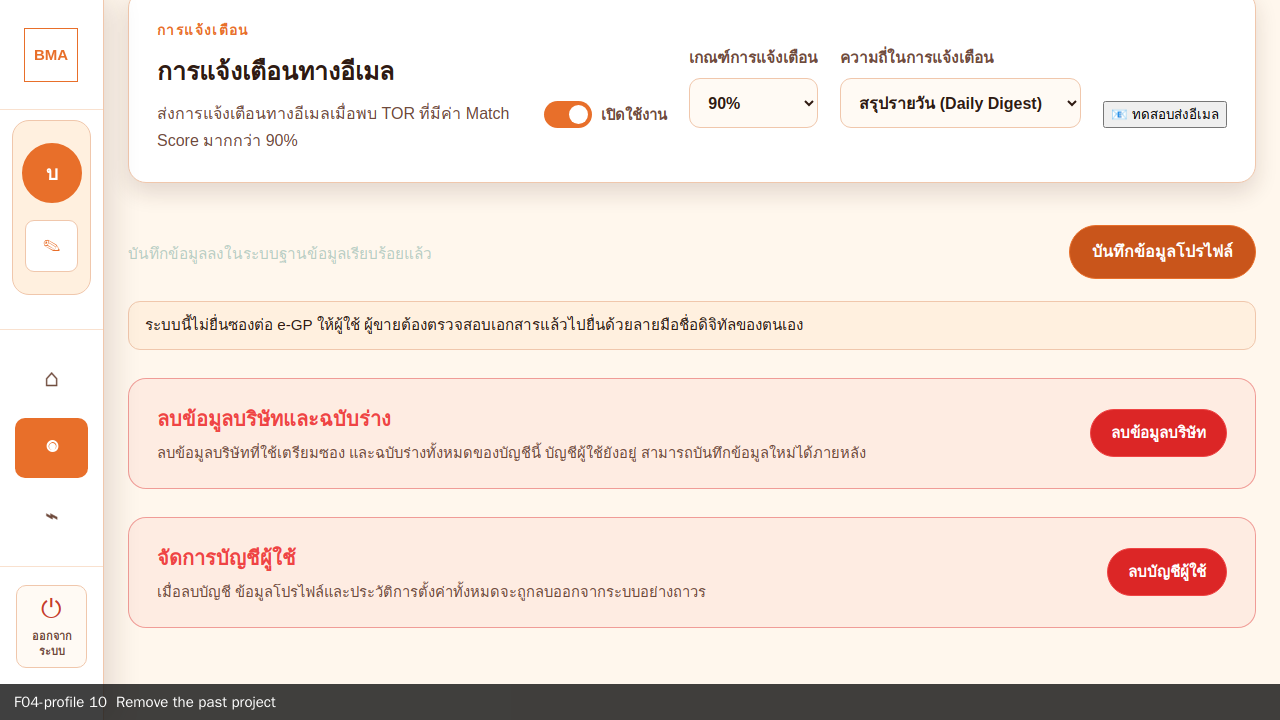 BMA
บ
ออกจาก
ระบบ
การแจ้งเตือน
การแจ้งเตือนทางอีเมล
ส่งการแจ้งเตือนทางอีเมลเมื่อพบ TOR ที่มีค่า Match
Score มากกว่า 90%
เปิดใช้งาน
เกณฑ์การแจ้งเตือน
90%
ความถี่ในการแจ้งเตือน
สรุปรายวัน (Daily Digest)
📧 ทดสอบส่งอีเมล
บันทึกข้อมูลลงในระบบฐานข้อมูลเรียบร้อยแล้ว
บันทึกข้อมูลโปรไฟล์
ระบบนี้ไม่ยื่นซองต่อ e-GP ให้ผู้ใช้ ผู้ขายต้องตรวจสอบเอกสารแล้วไปยื่นด้วยลายมือชื่อดิจิทัลของตนเอง
ลบข้อมูลบริษัทและฉบับร่าง
ลบข้อมูลบริษัทที่ใช้เตรียมซอง และฉบับร่างทั้งหมดของบัญชีนี้ บัญชีผู้ใช้ยังอยู่ สามารถบันทึกข้อมูลใหม่ได้ภายหลัง
ลบข้อมูลบริษัท
จัดการบัญชีผู้ใช้
เมื่อลบบัญชี ข้อมูลโปรไฟล์และประวัติการตั้งค่าทั้งหมดจะถูกลบออกจากระบบอย่างถาวร
ลบบัญชีผู้ใช้
F04-profile 10 Remove the past project